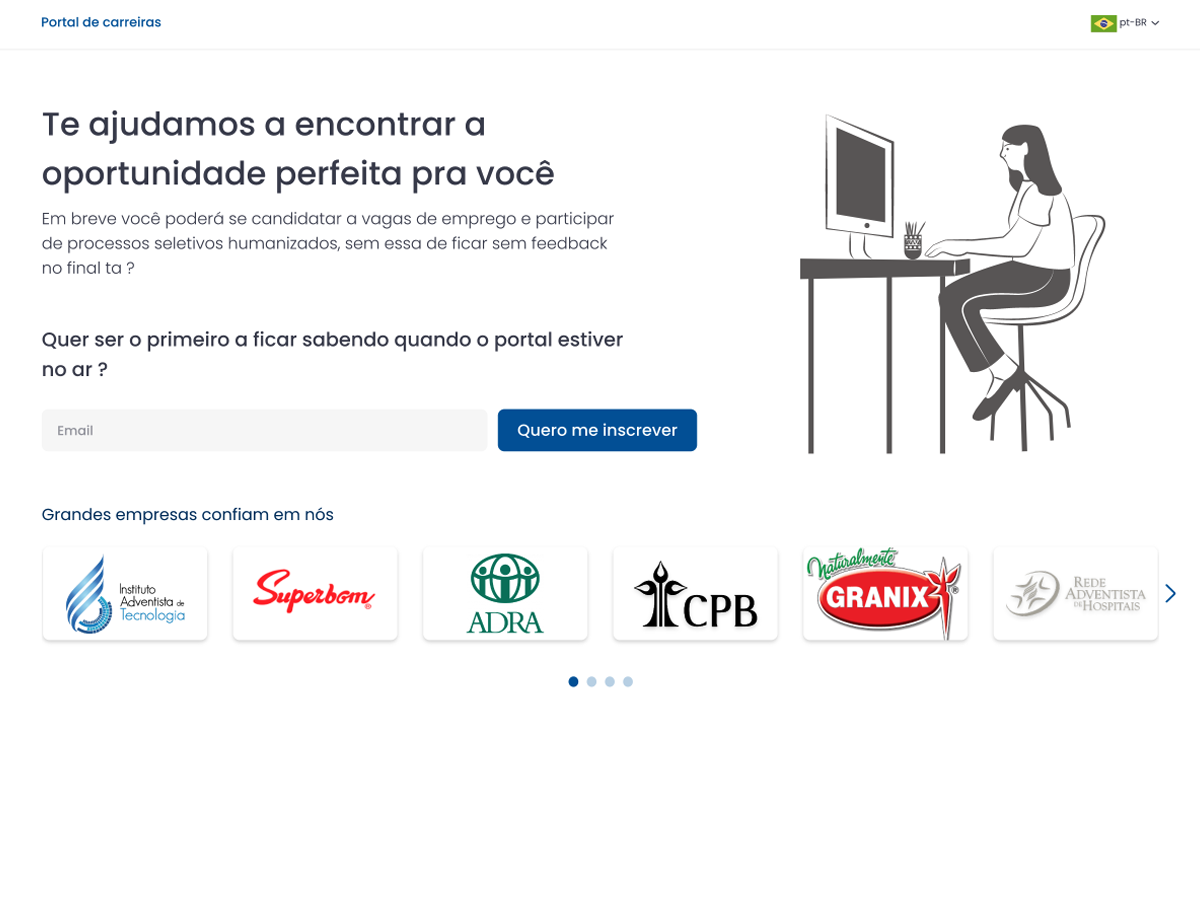 Portal de carreiras
pt-BR
Te ajudamos a encontrar a
oportunidade perfeita pra você
Em breve você poderá se candidatar a vagas de emprego e participar
de processos seletivos humanizados, sem essa de ficar sem feedback
no final ta ?
Quer ser o primeiro a ficar sabendo quando o portal estiver
no ar ?
Email
Quero me inscrever
Grandes empresas confiam em nós
Instituto
Adventista de
Tecnologia
Superbom®
ADRA
CPB
Naturalmente
GRANIX®
REDE
ADVENTISTA
DE HOSPITAIS